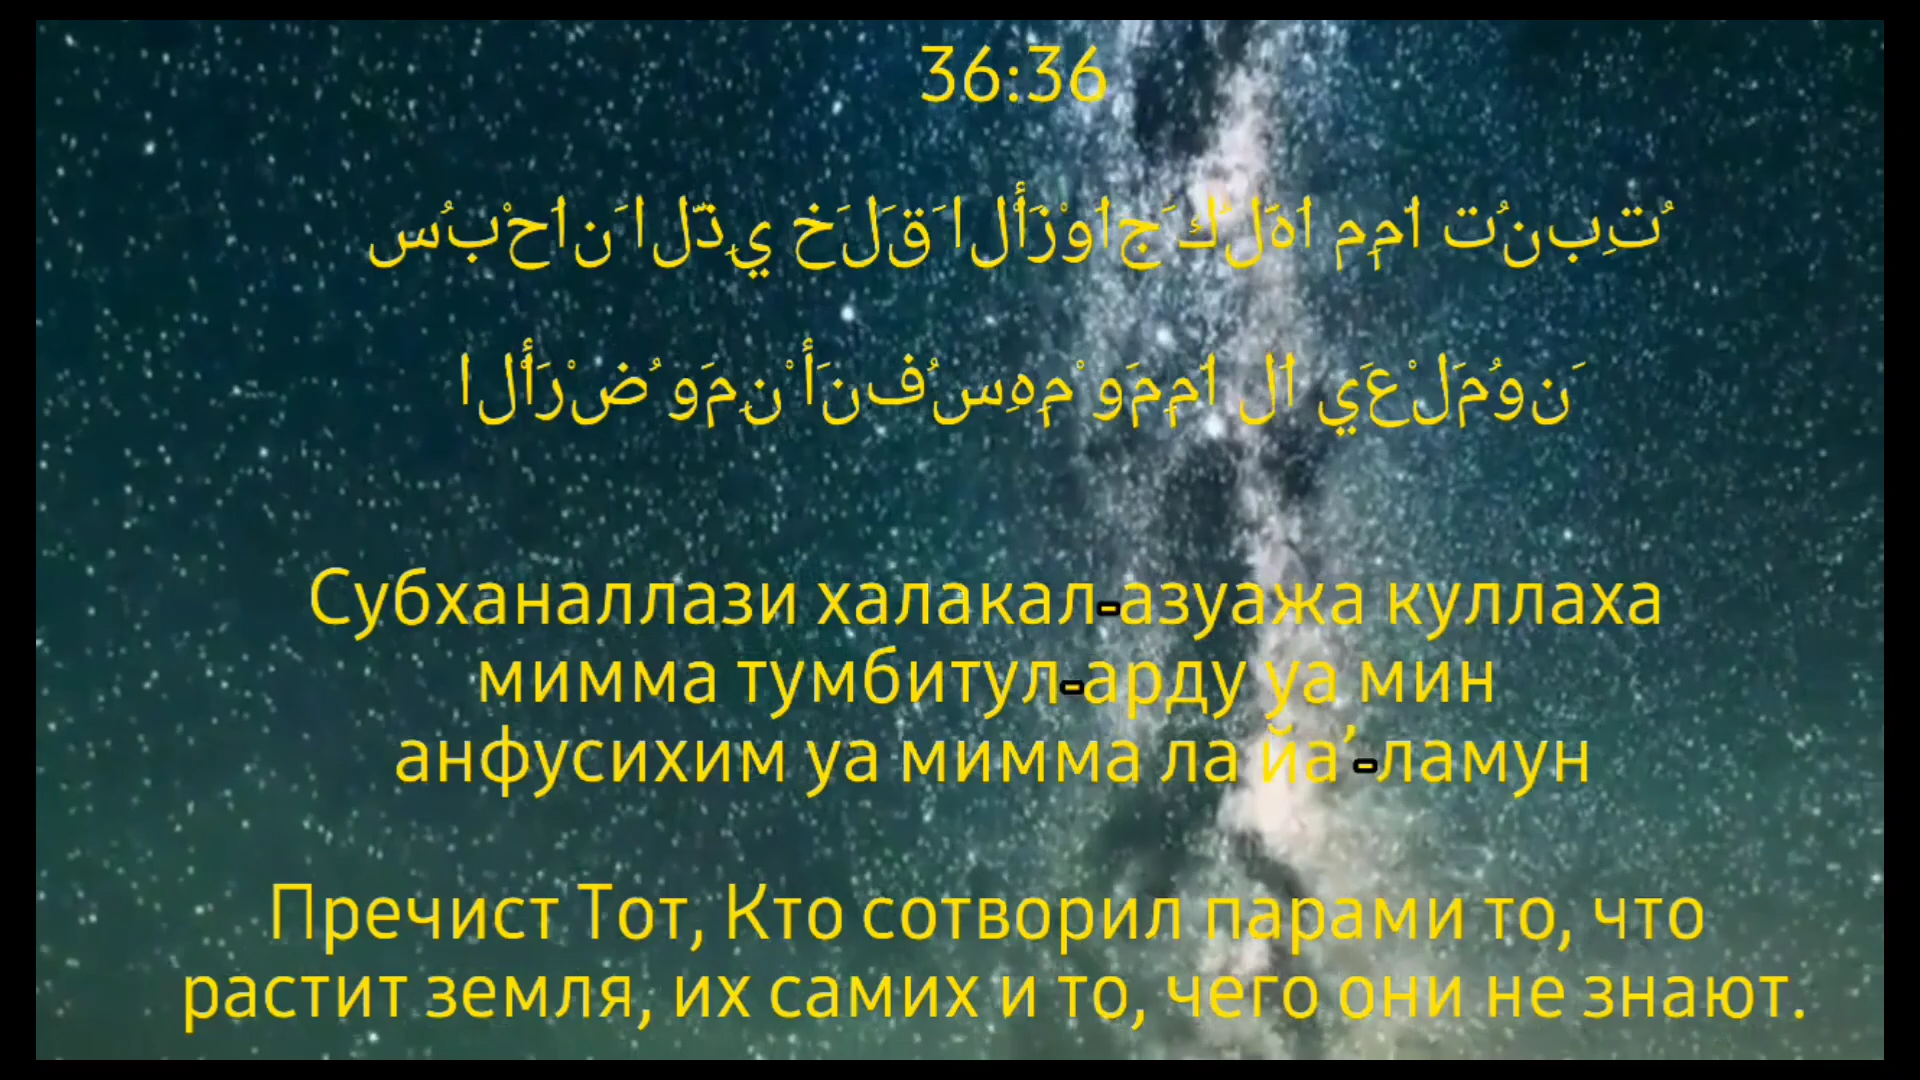 36:36
سُبْحَانَ الَّذِي خَلَقَ الْأَزْوَاجَ كُلَّهَا مِمَّا تُنبِتُ
الْأَرْضُ وَمِنْ أَنفُسِهِمْ وَمِمَّا لَا يَعْلَمُونَ
Субханаллази халакал-азуажа куллаха
мимма тумбитул-арду уа мин
анфусихим уа мимма ла йа’-ламун
Пречист Тот, Кто сотворил парами то, что
растит земля, их самих и то, чего они не знают.